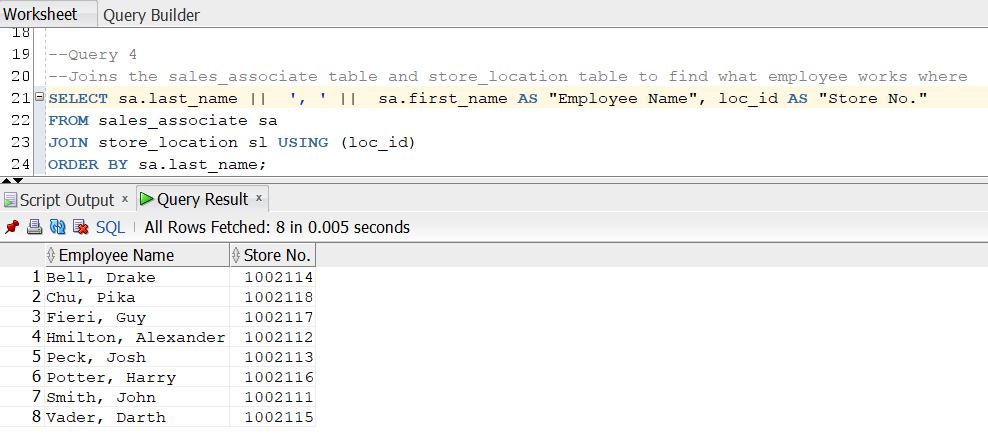 Worksheet Query Builder
18
19 --Query 4
20 --Joins the sales_associate table and store_location table to find what employee works where
21 SELECT sa.last_name || ', ' || sa.first_name AS "Employee Name", loc_id AS "Store No."
22 FROM sales_associate sa
23 JOIN store_location sl USING (loc_id)
24 ORDER BY sa.last_name;
Script Output x Query Result x
SQL All Rows Fetched: 8 in 0.005 seconds
Employee Name Store No.
1 Bell, Drake 1002114
2 Chu, Pika 1002118
3 Fieri, Guy 1002117
4 Hmilton, Alexander 1002112
5 Peck, Josh 1002113
6 Potter, Harry 1002116
7 Smith, John 1002111
8 Vader, Darth 1002115